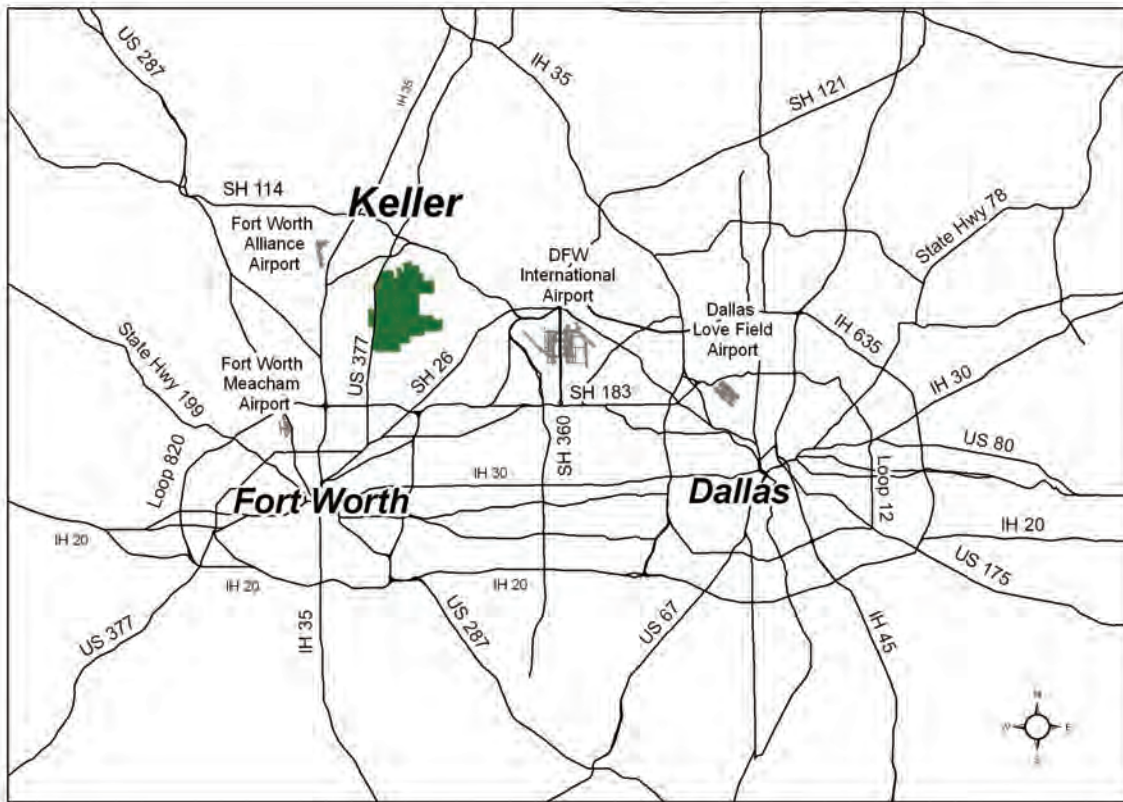 US 287
IH 35
IH 35
SH 121
SH 114
Keller
State Hwy 78
Fort Worth
Alliance
Airport
DFW
International
Airport
Dallas
Love Field
Airport
State Hwy 199
US 377
SH 26
IH 635
Fort Worth
Meacham
Airport
SH 183
IH 30
Loop 820
SH 360
US 80
IH 30
Fort Worth
Dallas
Loop 12
IH 20
IH 20
IH 20
IH 20
US 175
US 377
IH 35
US 287
US 67
IH 45
N
W
E
S